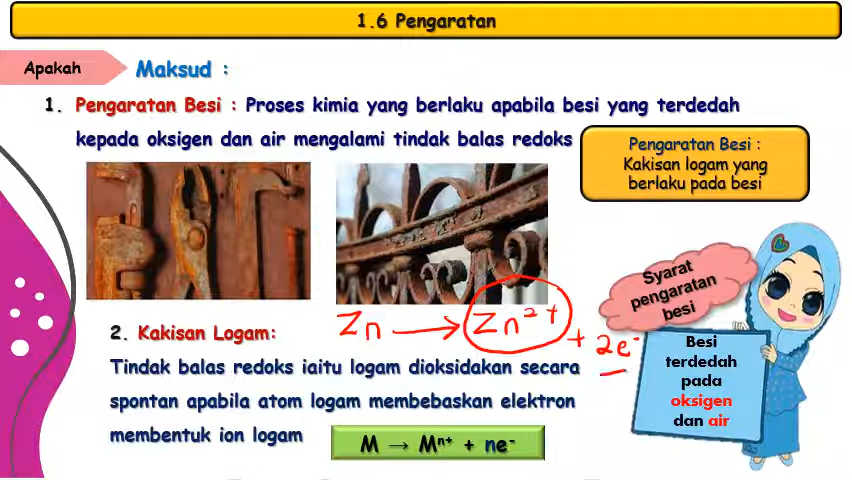 1.6 Pengaratan
Apakah
Maksud :
1. Pengaratan Besi : Proses kimia yang berlaku apabila besi yang terdedah
kepada oksigen dan air mengalami tindak balas redoks
Pengaratan Besi :
Kakisan logam yang
berlaku pada besi
Syarat
pengaratan
besi
Besi
terdedah
pada
oksigen
dan air
Zn → Zn²⁺ + 2e⁻
2. Kakisan Logam:
Tindak balas redoks iaitu logam dioksidakan secara
spontan apabila atom logam membebaskan elektron
membentuk ion logam
M → Mⁿ⁺ + ne⁻